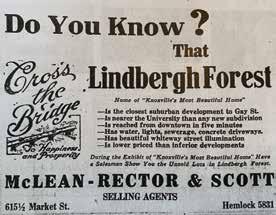 Do You Know?
That
Cross
the
Bridge
to Happiness
and Prosperity
Lindbergh Forest
Home of "Knoxville's Most Beautiful Home"
—Is the closest suburban development to Gay St.
—Is nearer the University than any new subdivision
—Is reached from downtown in five minutes
—Has water, lights, sewerage, concrete driveways.
—Has beautiful whiteway street illumination
—Is lower priced than inferior developments
During the Exhibit of "Knoxville's Most Beautiful Home" Have
a Salesman Show You the Unsold Lots in Lindbergh Forest.
McLEAN-RECTOR & SCOTT
SELLING AGENTS
615½ Market St.
Hemlock 5831